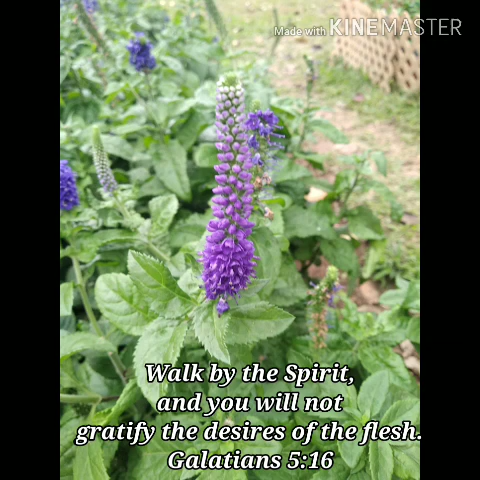 Made with KINEMASTER
Walk by the Spirit,
and you will not
gratify the desires of the flesh.
Galatians 5:16